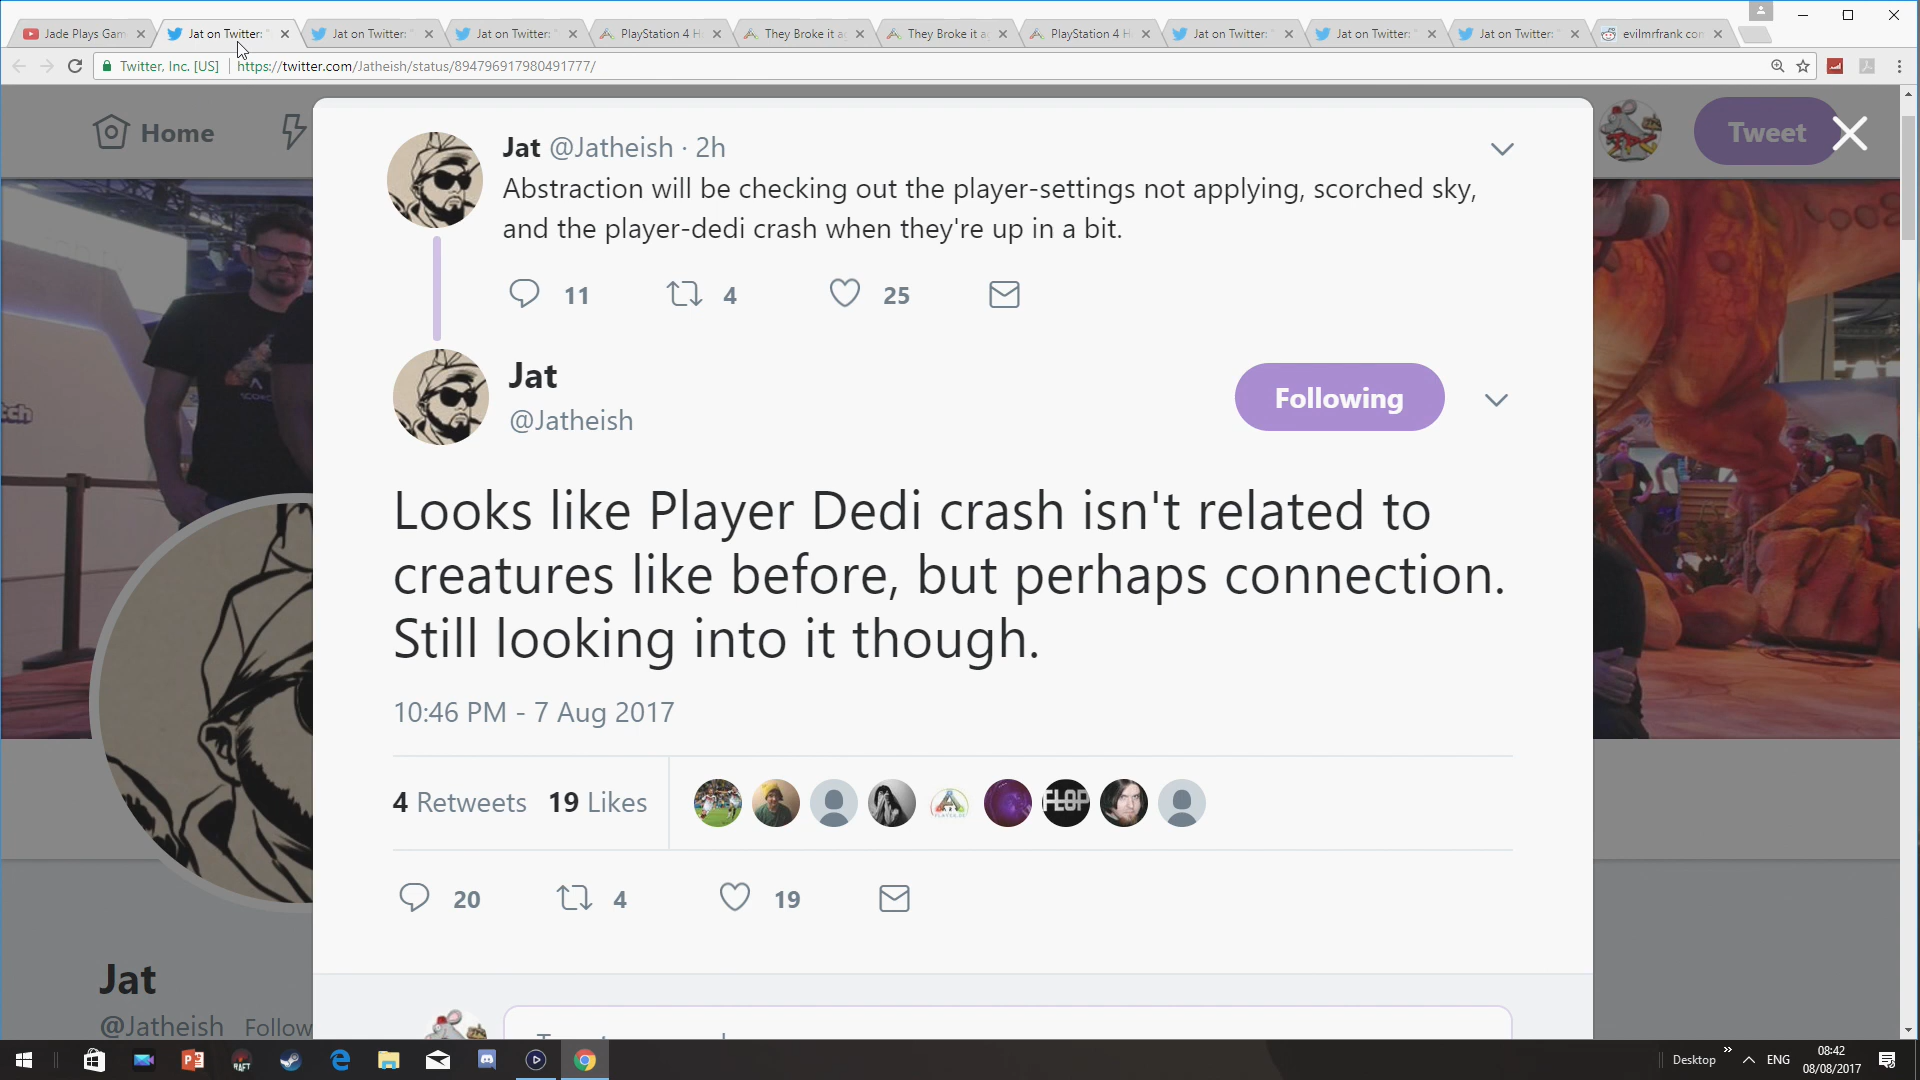 Jade Plays Gam
Jat on Twitter: "
Jat on Twitter: "
Jat on Twitter: "
PlayStation 4 H
They Broke it a
They Broke it a
PlayStation 4 H
Jat on Twitter: "
Jat on Twitter: "
Jat on Twitter: "
evilmrfrank com
Twitter, Inc. [US]
https://twitter.com/Jatheish/status/894796917980491777/
Home
Tweet
Jat @Jatheish · 2h
Abstraction will be checking out the player-settings not applying, scorched sky,
and the player-dedi crash when they're up in a bit.
11 4 25
Jat
@Jatheish
Following
Looks like Player Dedi crash isn't related to
creatures like before, but perhaps connection.
Still looking into it though.
10:46 PM - 7 Aug 2017
4 Retweets 19 Likes
FLOP
20 4 19
Jat
@Jatheish Follow
Desktop
ENG
08:42
08/08/2017